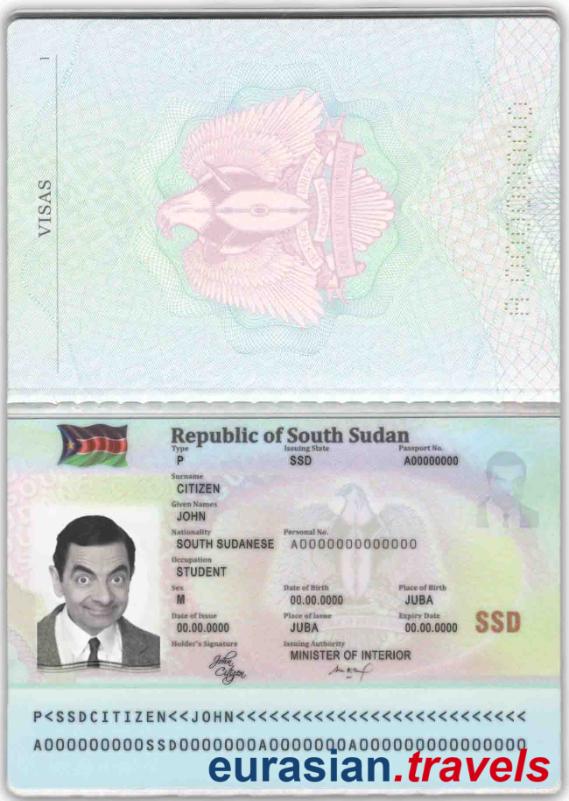 VISAS
1
A 00000000
Republic of South Sudan
Type Issuing State Passport No.
P SSD A00000000
Surname
CITIZEN
Given Names
JOHN
Nationality Personal No.
SOUTH SUDANESE A0000000000000
Occupation
STUDENT
Sex Date of Birth Place of Birth
M 00.00.0000 JUBA
Date of Issue Place of Issue Expiry Date
00.00.0000 JUBA 00.00.0000
SSD
Holder's Signature Issuing Authority
John Citizen MINISTER OF INTERIOR
P<SSDCITIZEN<<JOHN<<<<<<<<<<<<<<<<<<<<<<<<<<
A000000000SSD0000000A0000000A000000000000000
eurasian.travels